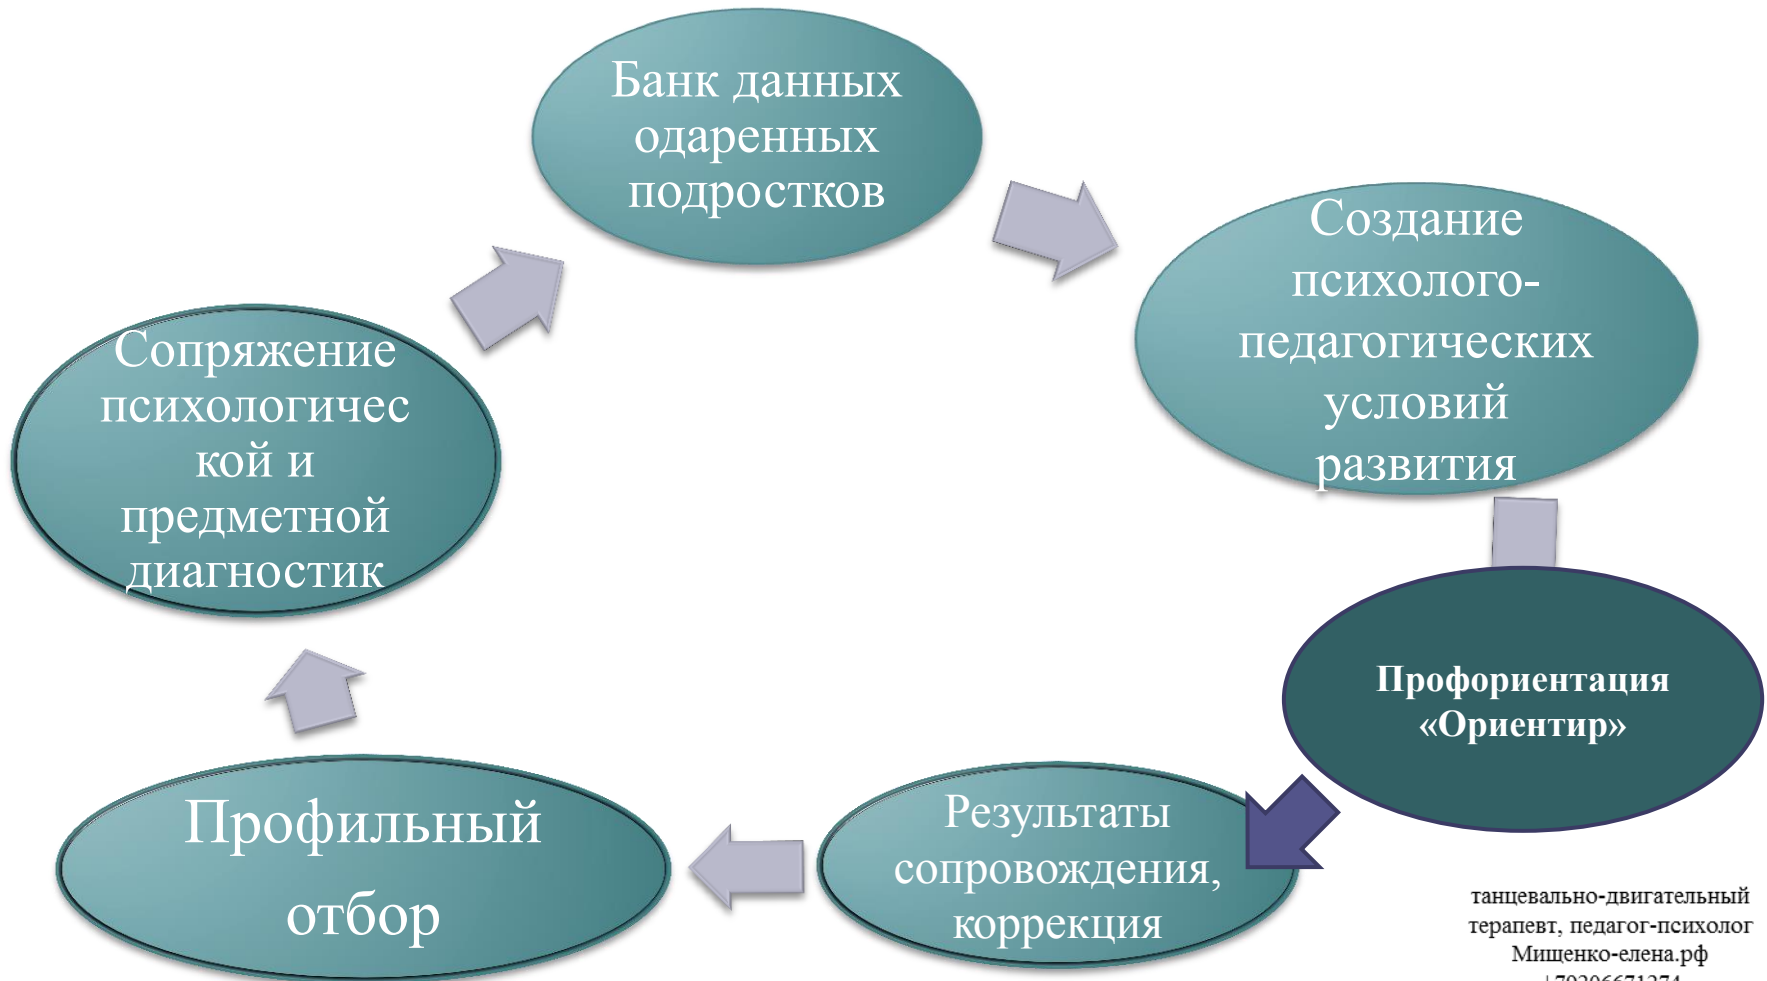 Банк данных
одаренных
подростков
Создание
психолого-
педагогических
условий
развития
Сопряжение
психологичес
кой и
предметной
диагностик
Профориентация
«Ориентир»
Результаты
сопровождения,
коррекция
Профильный
отбор
танцевально-двигательный
терапевт, педагог-психолог
Мищенко-елена.рф